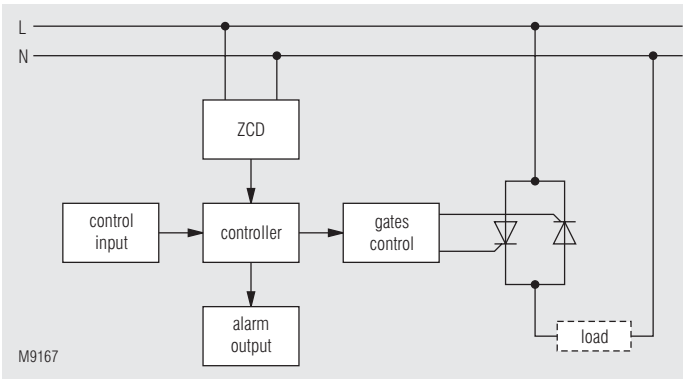 L
N
ZCD
control
input
controller
gates
control
alarm
output
load
M9167